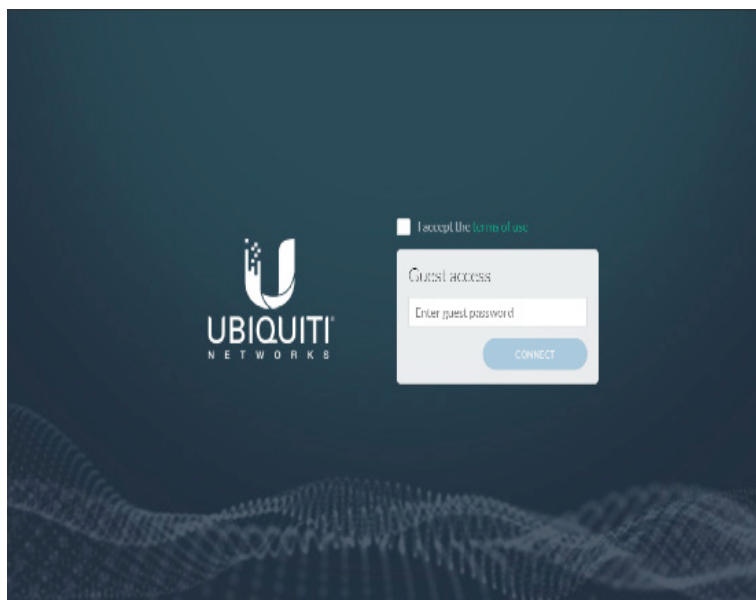 I accept the terms of use
Guest access
Enter guest password
CONNECT
UBIQUITI
NETWORKS